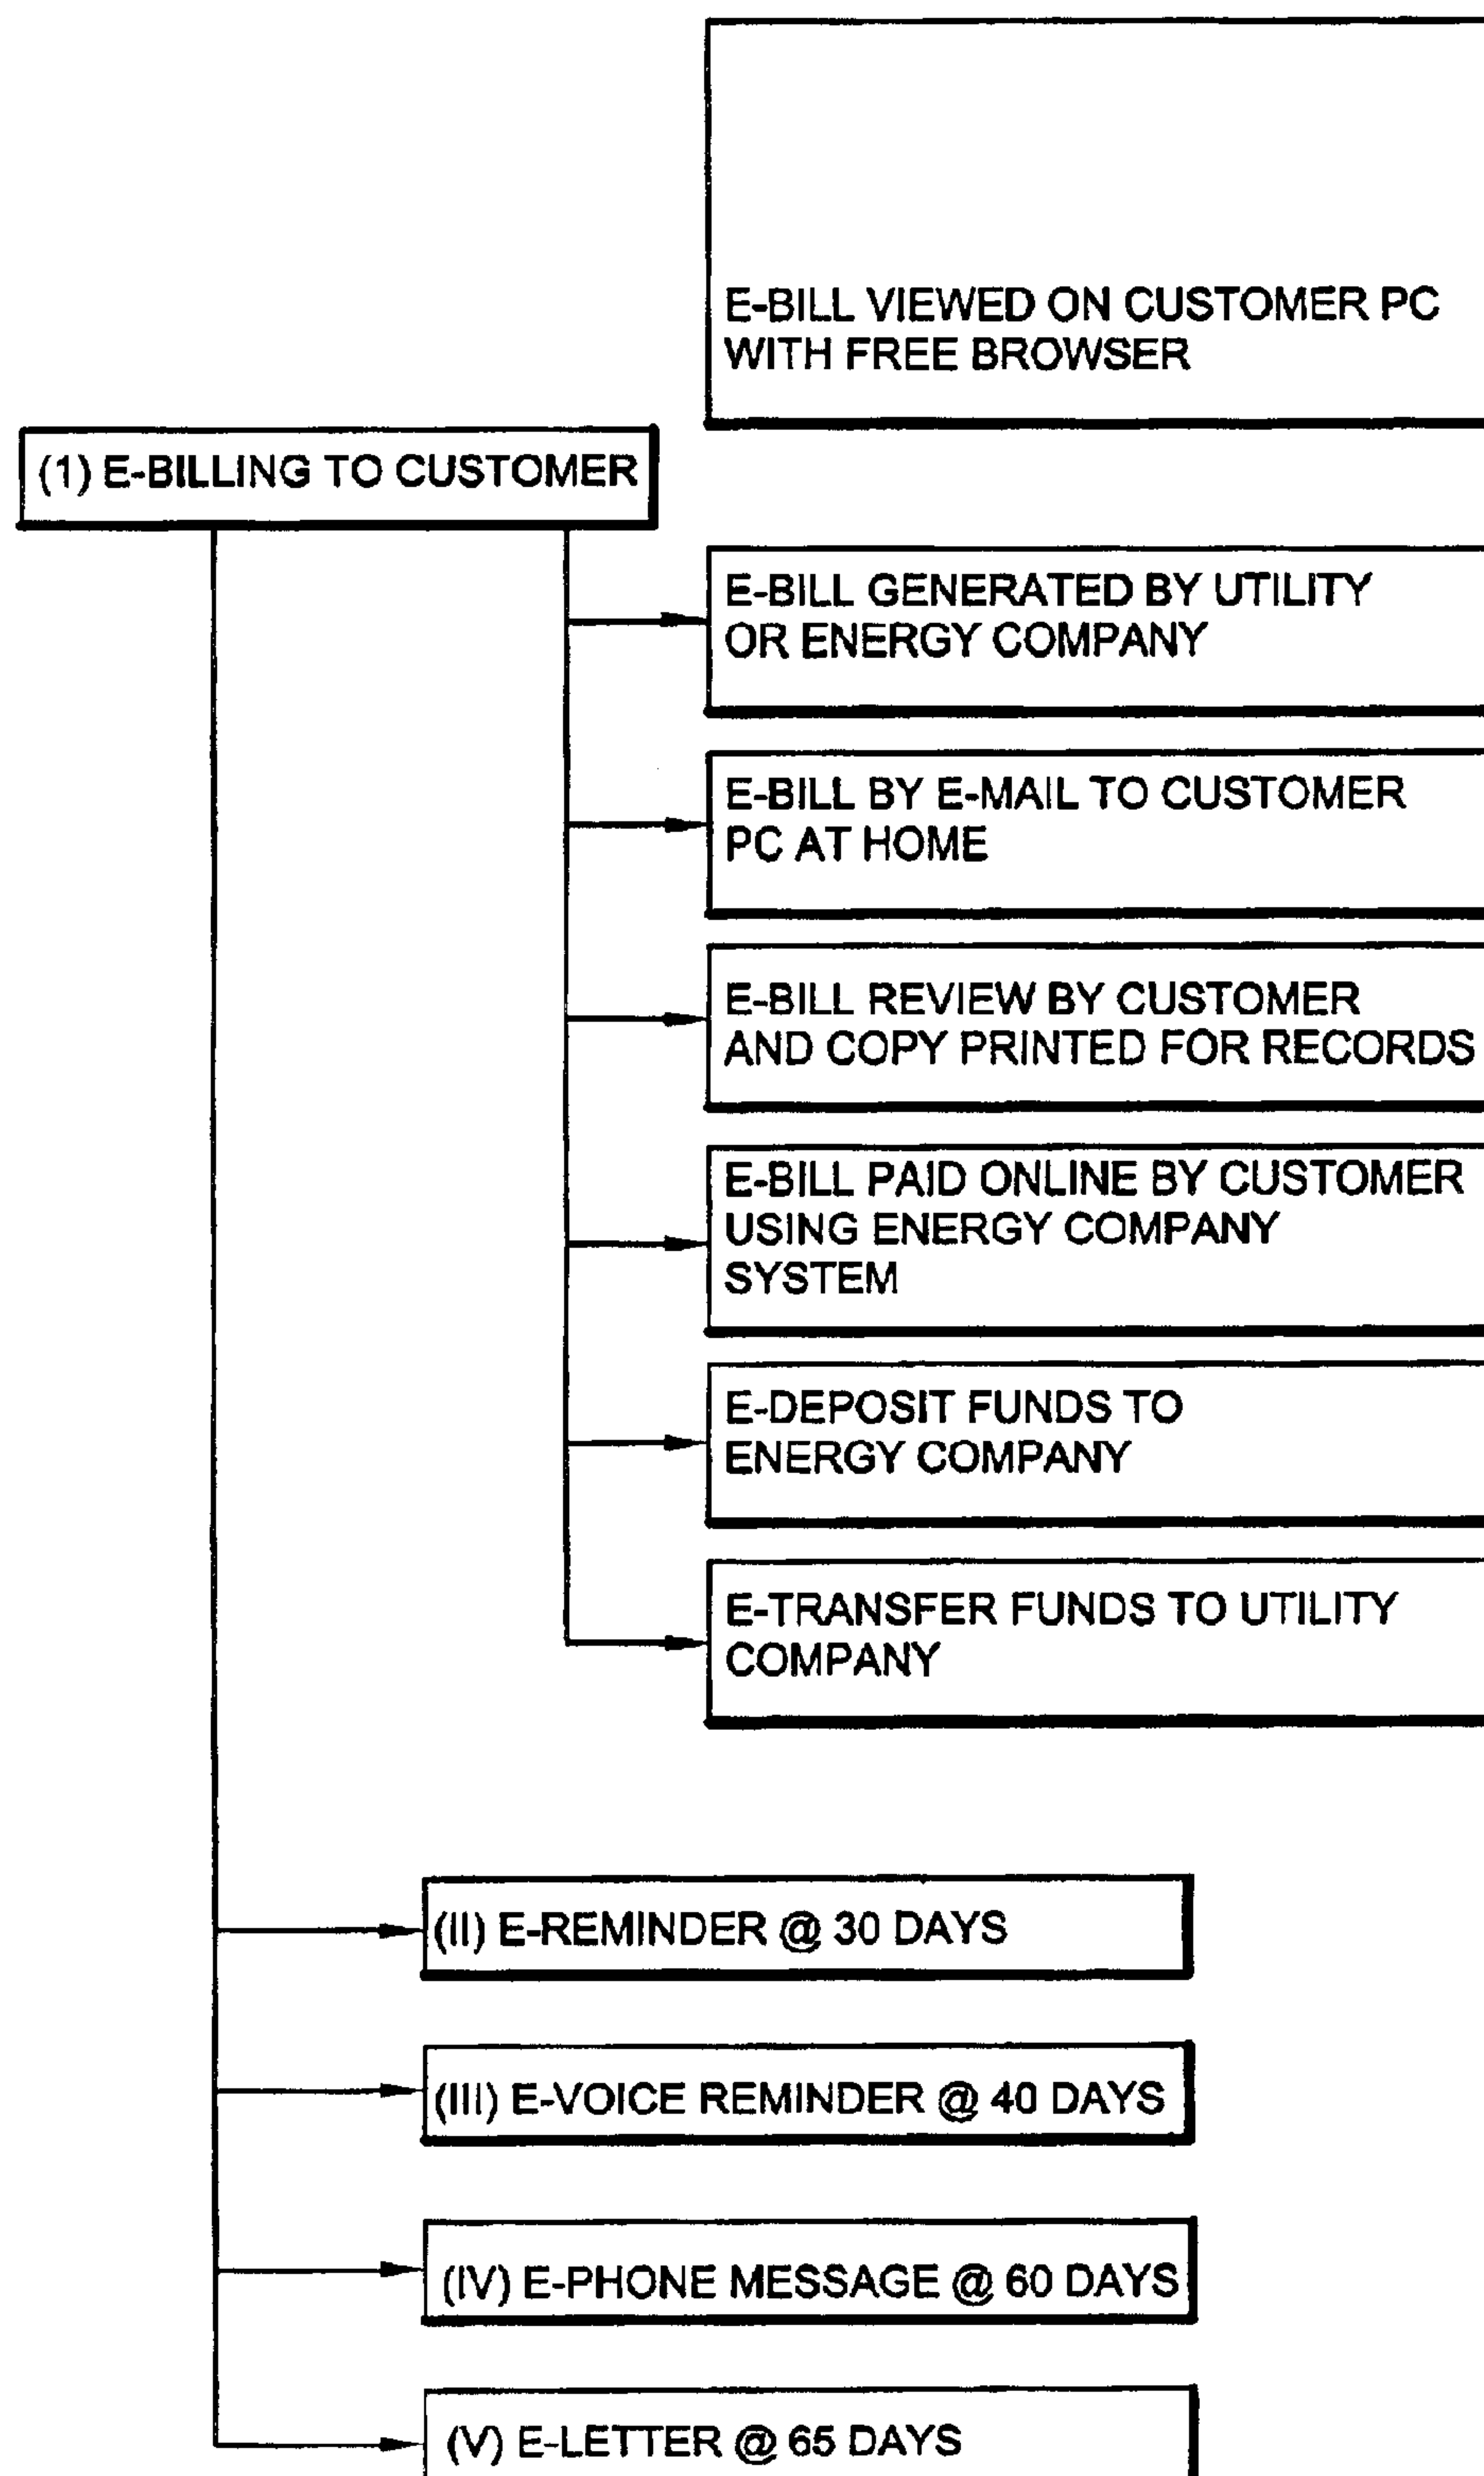 E-BILL VIEWED ON CUSTOMER PC
WITH FREE BROWSER
(1) E-BILLING TO CUSTOMER
E-BILL GENERATED BY UTILITY
OR ENERGY COMPANY
E-BILL BY E-MAIL TO CUSTOMER
PC AT HOME
E-BILL REVIEW BY CUSTOMER
AND COPY PRINTED FOR RECORDS
E-BILL PAID ONLINE BY CUSTOMER
USING ENERGY COMPANY
SYSTEM
E-DEPOSIT FUNDS TO
ENERGY COMPANY
E-TRANSFER FUNDS TO UTILITY
COMPANY
(II) E-REMINDER @ 30 DAYS
(III) E-VOICE REMINDER @ 40 DAYS
(IV) E-PHONE MESSAGE @ 60 DAYS
(V) E-LETTER @ 65 DAYS